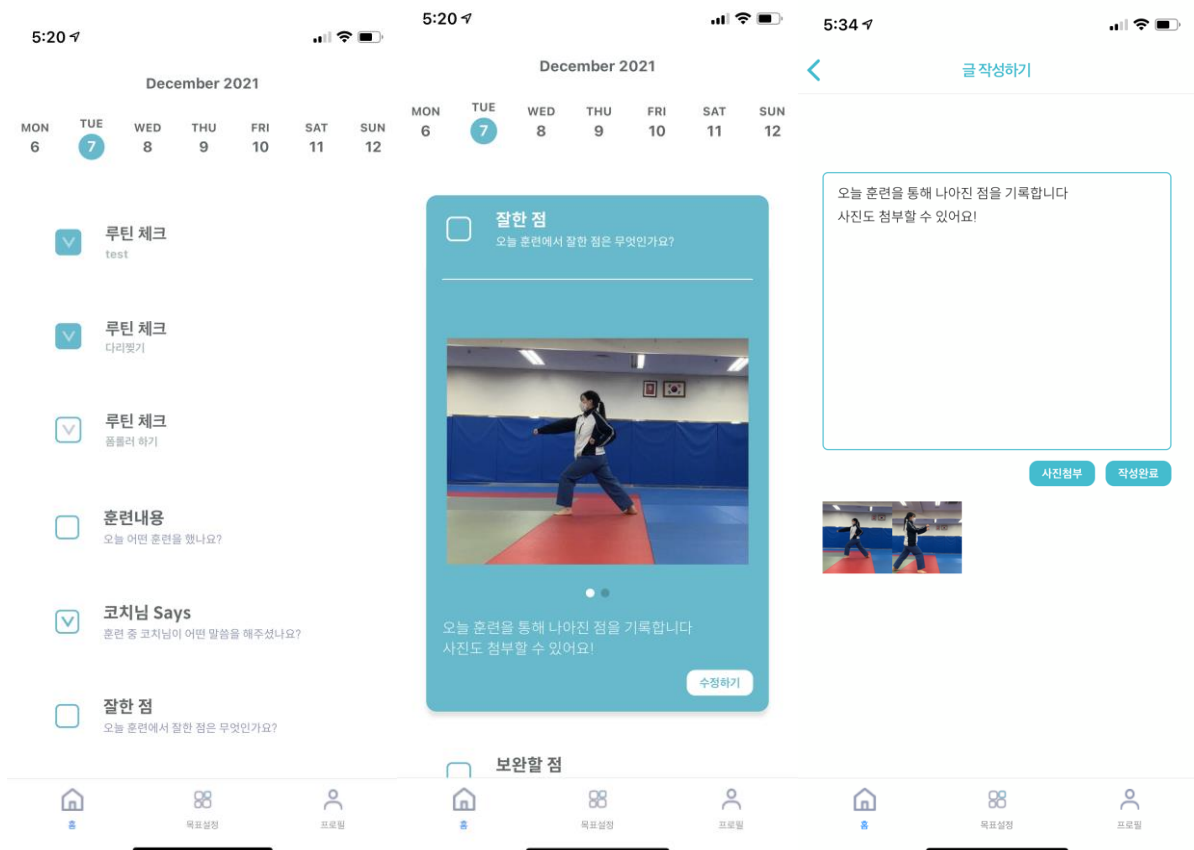 5:20
December 2021
MON TUE WED THU FRI SAT SUN
6 7 8 9 10 11 12
루틴 체크
test
루틴 체크
다리찢기
루틴 체크
폼롤러 하기
훈련내용
오늘 어떤 훈련을 했나요?
코치님 Says
훈련 중 코치님이 어떤 말씀을 해주셨나요?
잘한 점
오늘 훈련에서 잘한 점은 무엇인가요?
홈 목표설정 프로필
5:20
December 2021
MON TUE WED THU FRI SAT SUN
6 7 8 9 10 11 12
잘한 점
오늘 훈련에서 잘한 점은 무엇인가요?
오늘 훈련을 통해 나아진 점을 기록합니다
사진도 첨부할 수 있어요!
수정하기
보완할 점
홈 목표설정 프로필
5:34
글 작성하기
오늘 훈련을 통해 나아진 점을 기록합니다
사진도 첨부할 수 있어요!
사진첨부 작성완료
홈 목표설정 프로필